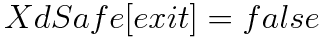 XdSafe[exit] = false